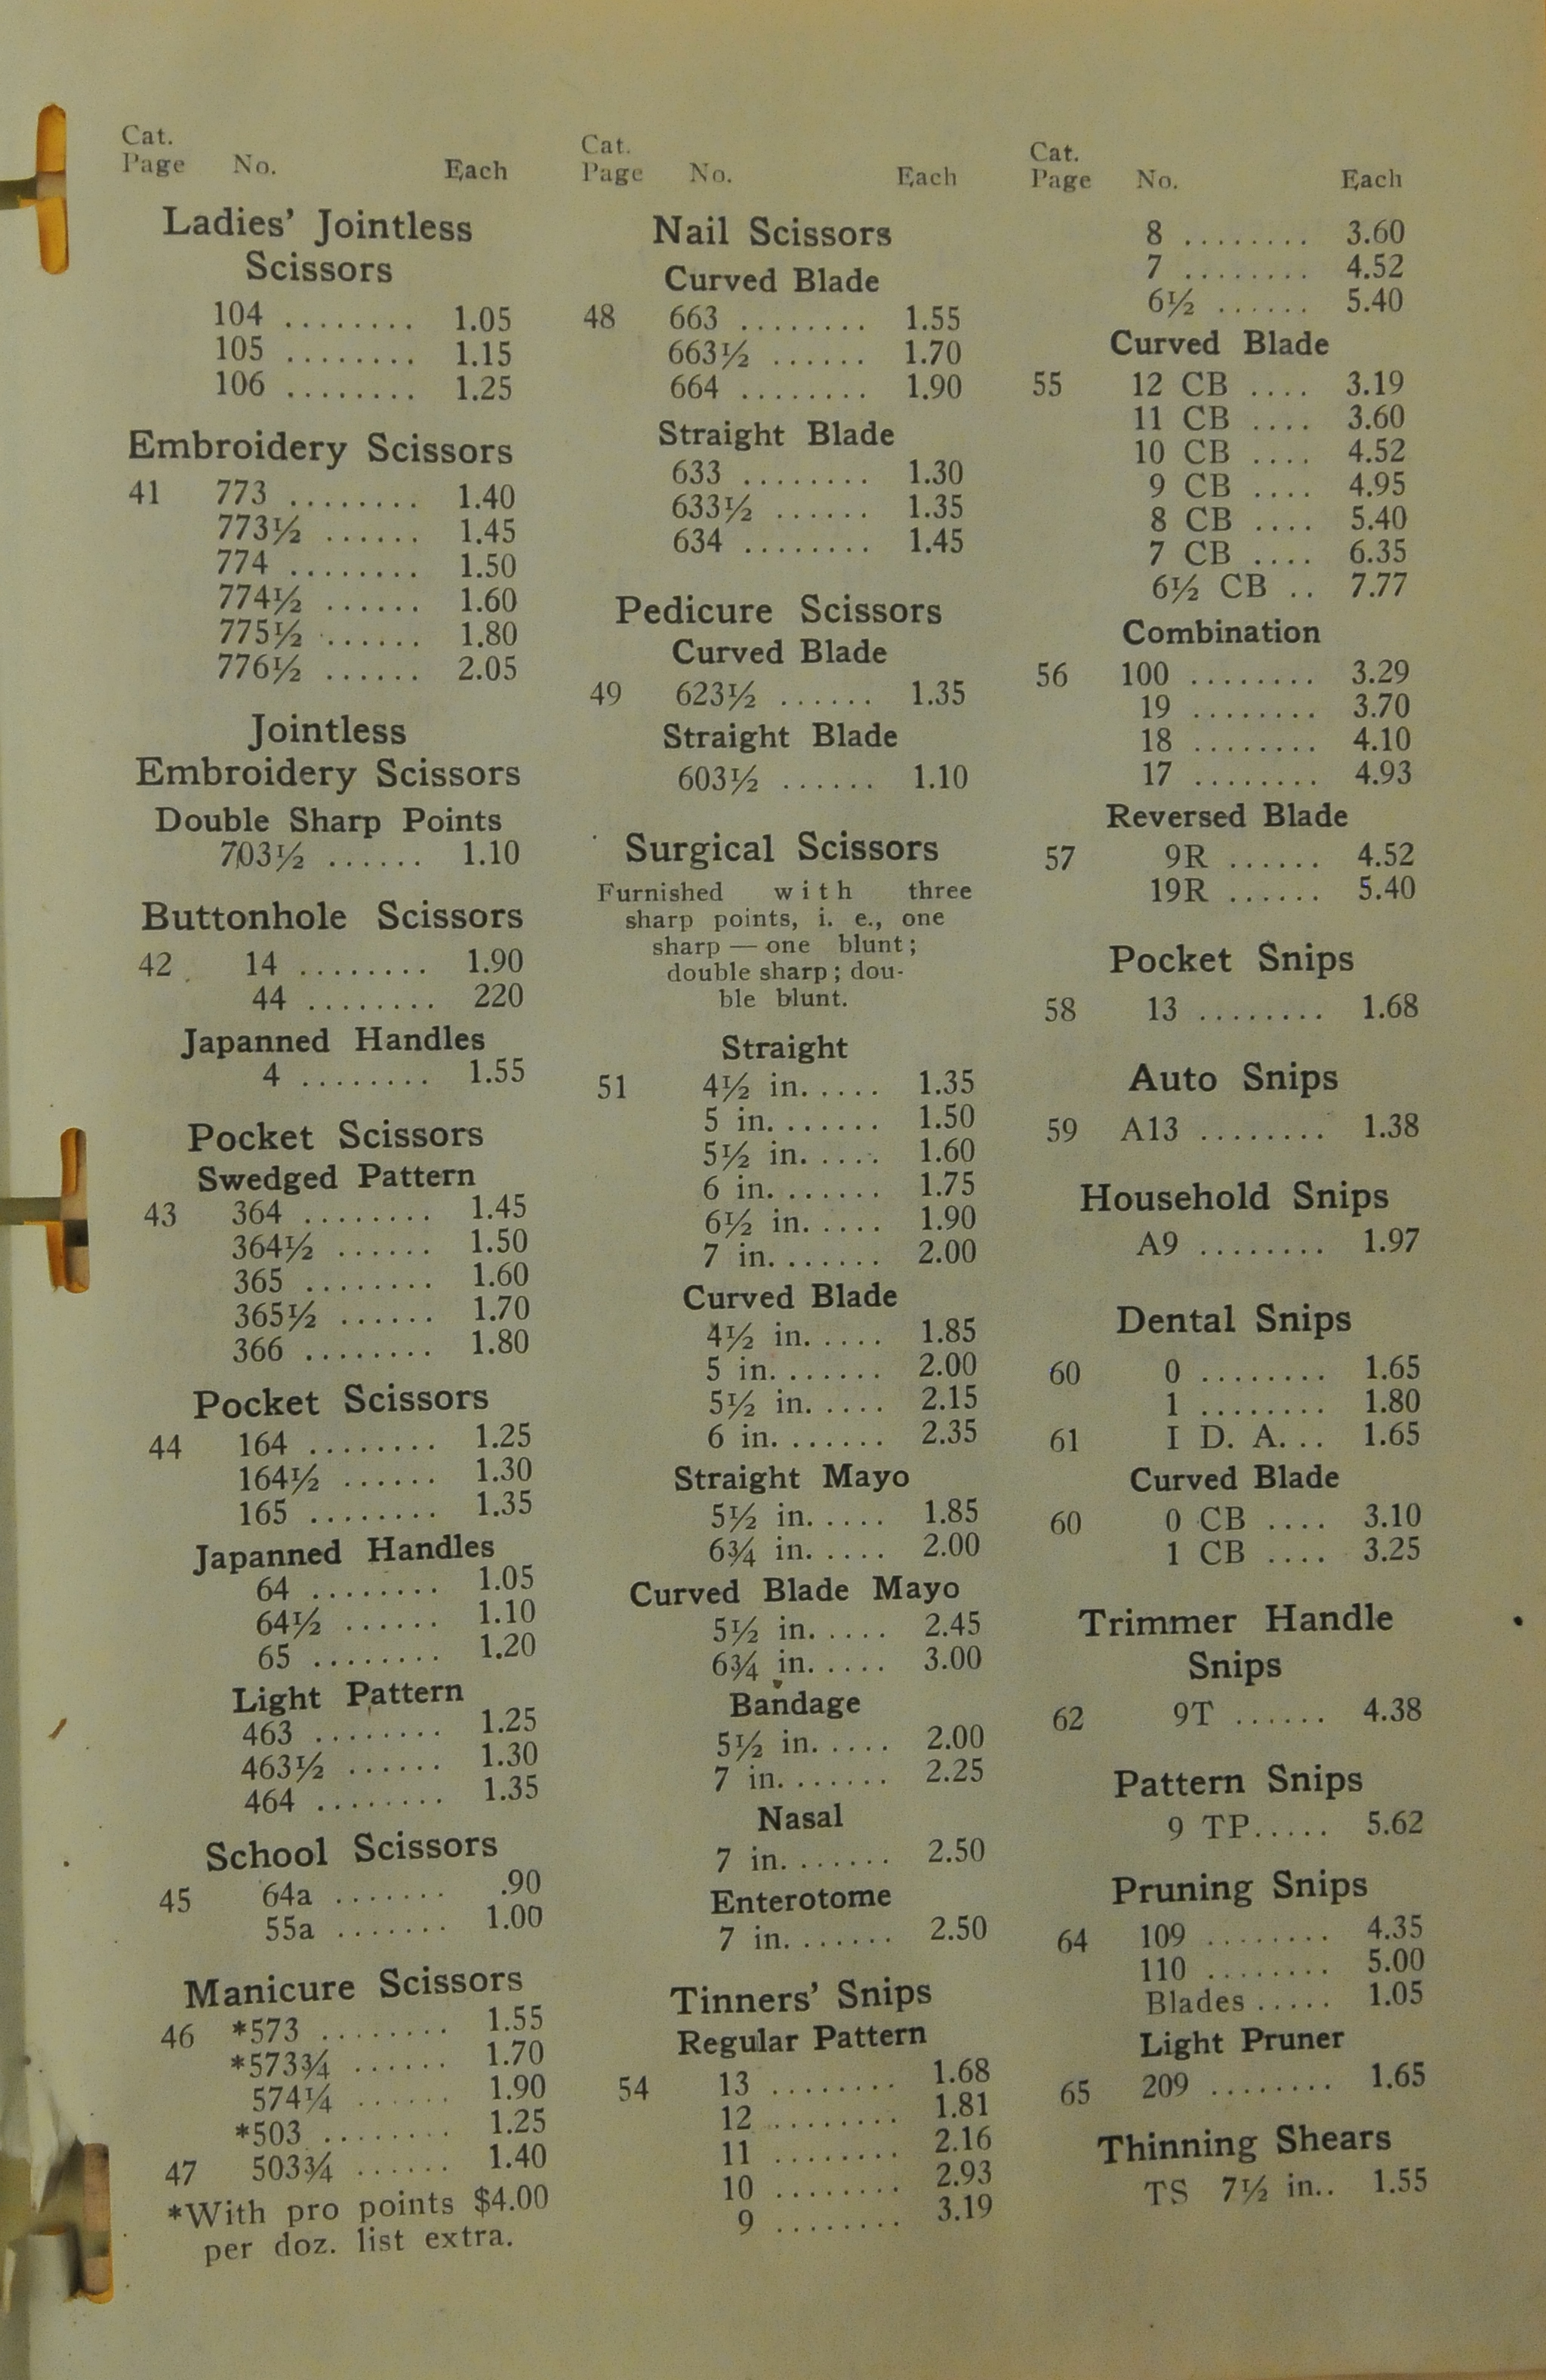 Cat.
Page No. Each
Ladies' Jointless
Scissors
104 ........ 1.05
105 ........ 1.15
106 ........ 1.25
Embroidery Scissors
41 773 ........ 1.40
773½ ...... 1.45
774 ........ 1.50
774½ ...... 1.60
775½ ...... 1.80
776½ ...... 2.05
Jointless
Embroidery Scissors
Double Sharp Points
703½ ...... 1.10
Buttonhole Scissors
42 14 ........ 1.90
44 ........ 220
Japanned Handles
4 ........ 1.55
Pocket Scissors
Swedged Pattern
43 364 ........ 1.45
364½ ...... 1.50
365 ........ 1.60
365½ ...... 1.70
366 ........ 1.80
Pocket Scissors
44 164 ........ 1.25
164½ ...... 1.30
165 ........ 1.35
Japanned Handles
64 ........ 1.05
64½ ...... 1.10
65 ........ 1.20
Light Pattern
463 ........ 1.25
463½ ...... 1.30
464 ........ 1.35
School Scissors
45 64a ....... .90
55a ....... 1.00
Manicure Scissors
46 *573 ........ 1.55
*573¾ ...... 1.70
574¼ ...... 1.90
*503 ........ 1.25
47 503¾ ...... 1.40
*With pro points $4.00
per doz. list extra.
Cat.
Page No. Each
Nail Scissors
Curved Blade
48 663 ........ 1.55
663½ ...... 1.70
664 ........ 1.90
Straight Blade
633 ........ 1.30
633½ ...... 1.35
634 ........ 1.45
Pedicure Scissors
Curved Blade
49 623½ ...... 1.35
Straight Blade
603½ ...... 1.10
Surgical Scissors
Furnished with three
sharp points, i. e., one
sharp — one blunt;
double sharp; dou-
ble blunt.
Straight
51 4½ in. .... 1.35
5 in. ...... 1.50
5½ in. .... 1.60
6 in. ...... 1.75
6½ in. .... 1.90
7 in. ...... 2.00
Curved Blade
4½ in. .... 1.85
5 in. ...... 2.00
5½ in. .... 2.15
6 in. ...... 2.35
Straight Mayo
5½ in. .... 1.85
6¾ in. .... 2.00
Curved Blade Mayo
5½ in. .... 2.45
6¾ in. .... 3.00
Bandage
5½ in. .... 2.00
7 in. ...... 2.25
Nasal
7 in. ...... 2.50
Enterotome
7 in. ...... 2.50
Tinners' Snips
Regular Pattern
54 13 ........ 1.68
12 ........ 1.81
11 ........ 2.16
10 ........ 2.93
9 ........ 3.19
Cat.
Page No. Each
8 ........ 3.60
7 ........ 4.52
6½ ...... 5.40
Curved Blade
55 12 CB .... 3.19
11 CB .... 3.60
10 CB .... 4.52
9 CB .... 4.95
8 CB .... 5.40
7 CB .... 6.35
6½ CB .. 7.77
Combination
56 100 ........ 3.29
19 ........ 3.70
18 ........ 4.10
17 ........ 4.93
Reversed Blade
57 9R ...... 4.52
19R ...... 5.40
Pocket Snips
58 13 ........ 1.68
Auto Snips
59 A13 ........ 1.38
Household Snips
A9 ........ 1.97
Dental Snips
60 0 ........ 1.65
1 ........ 1.80
61 I D. A. .. 1.65
Curved Blade
60 0 CB .... 3.10
1 CB .... 3.25
Trimmer Handle
Snips
62 9T ...... 4.38
Pattern Snips
9 TP..... 5.62
Pruning Snips
64 109 ........ 4.35
110 ........ 5.00
Blades ..... 1.05
Light Pruner
65 209 ........ 1.65
Thinning Shears
TS 7½ in.. 1.55